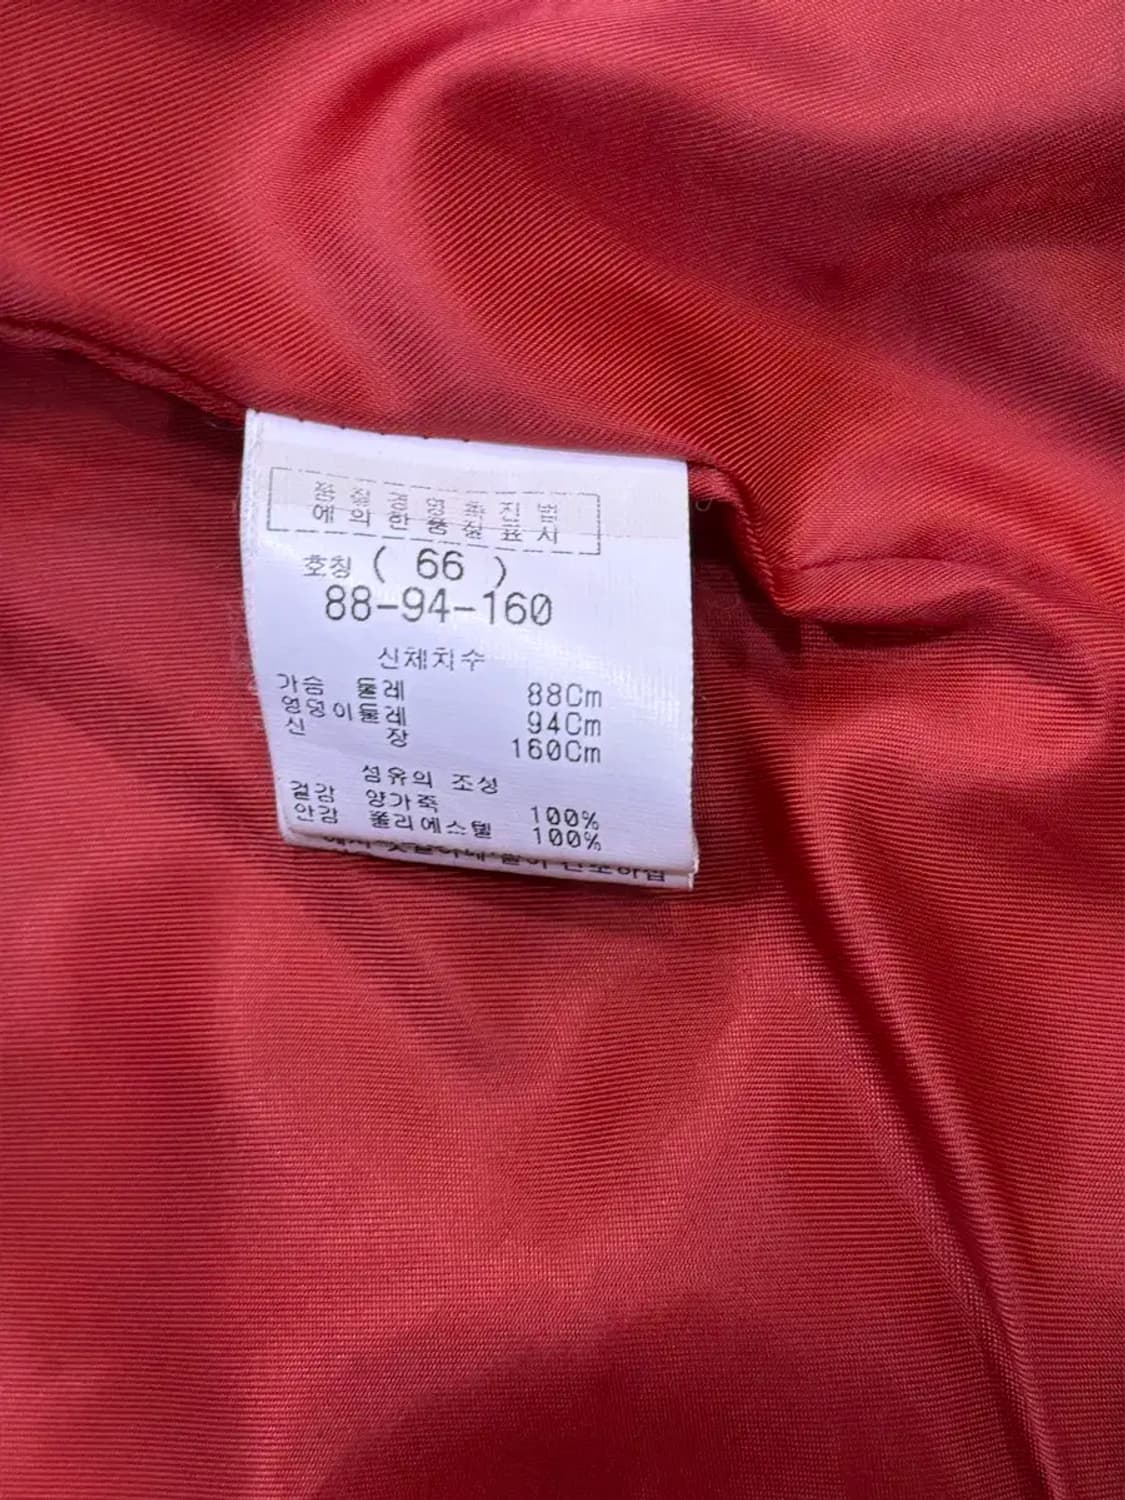 품질경영촉진법
에의한품질표시
호칭 ( 66 )
88-94-160
신체치수
가슴 둘레 88Cm
엉덩이둘레 94Cm
신 장 160Cm
섬유의 조성
겉감 양가죽 100%
안감 폴리에스텔 100%